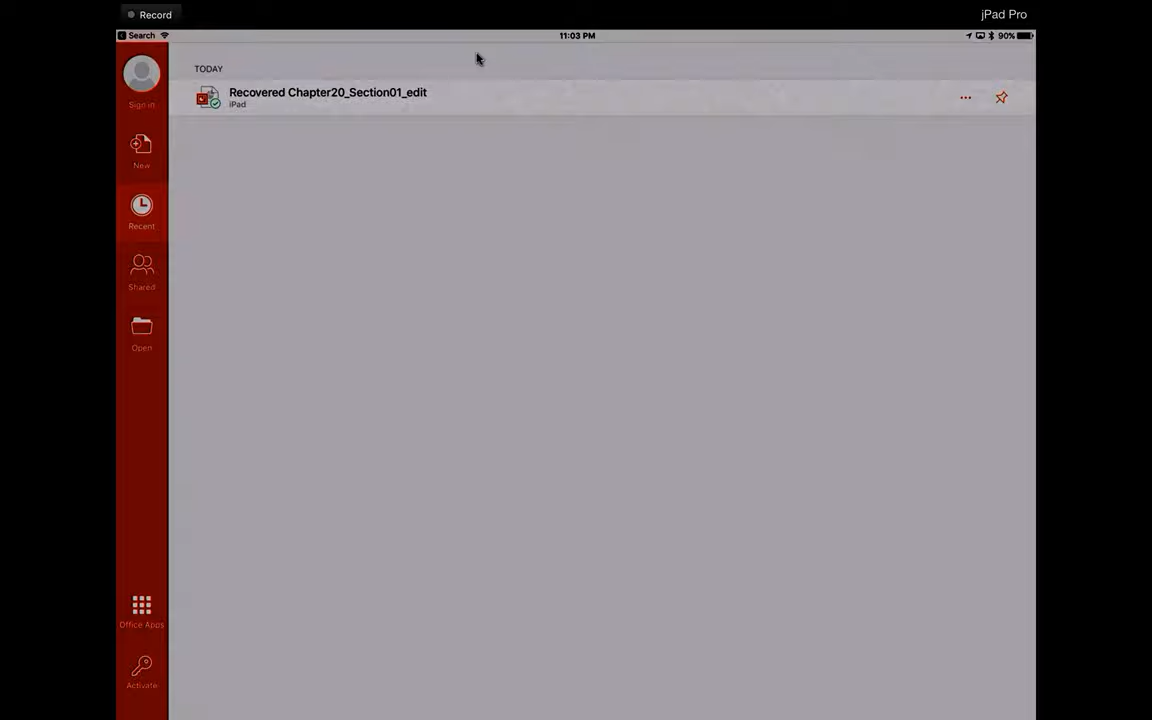 Record
jPad Pro
Search
11:03 PM
90%
TODAY
Recovered Chapter20_Section01_edit
iPad
Sign in
New
Recent
Shared
Open
Office Apps
Activate